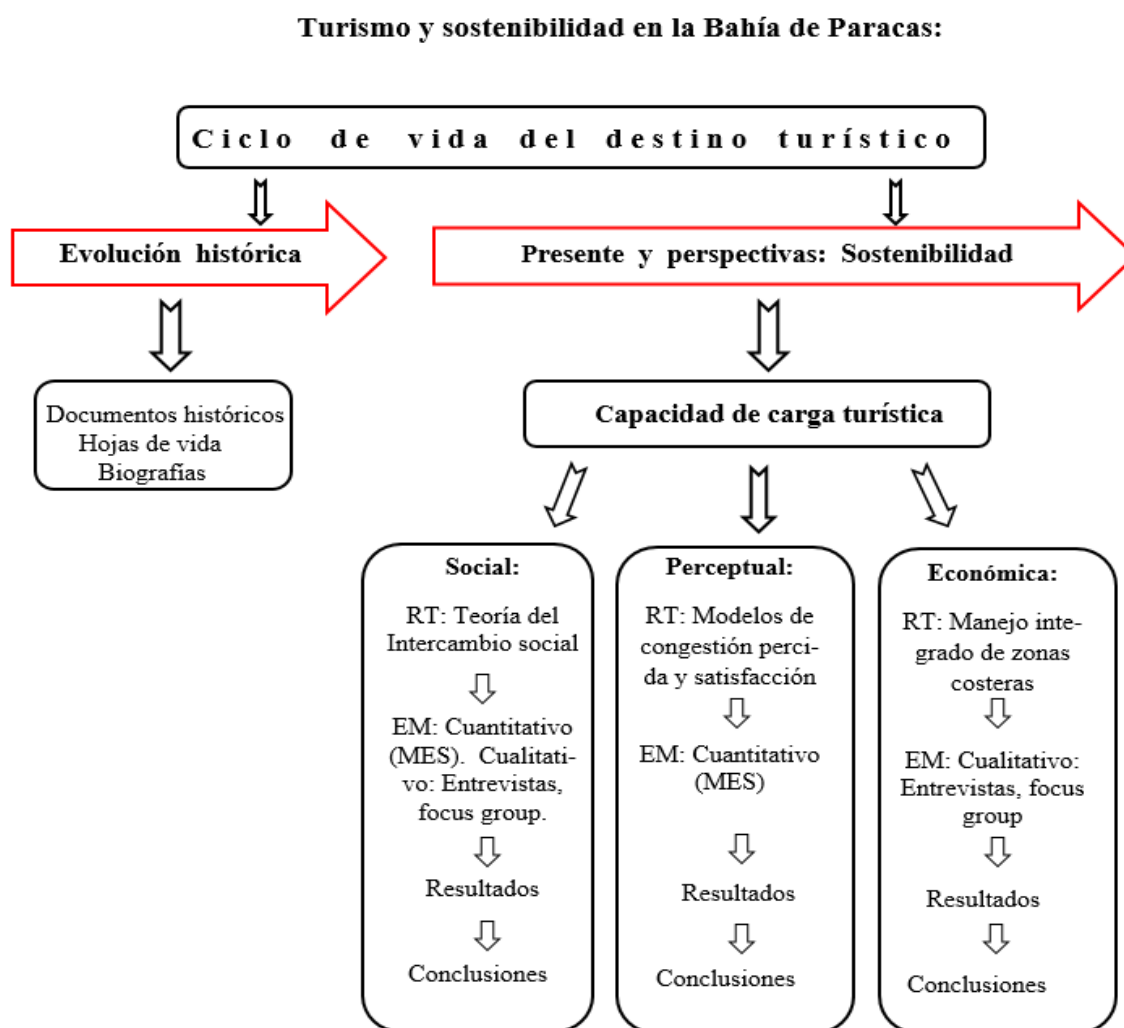 Turismo y sostenibilidad en la Bahía de Paracas:
Ciclo de vida del destino turístico
Evolución histórica
Presente y perspectivas: Sostenibilidad
Documentos históricos
Hojas de vida
Biografías
Capacidad de carga turística
Social:
RT: Teoría del
Intercambio social
EM: Cuantitativo
(MES). Cualitati-
vo: Entrevistas,
focus group.
Resultados
Conclusiones
Perceptual:
RT: Modelos de
congestión perci-
da y satisfacción
EM: Cuantitativo
(MES)
Resultados
Conclusiones
Económica:
RT: Manejo inte-
grado de zonas
costeras
EM: Cualitativo:
Entrevistas, focus
group
Resultados
Conclusiones